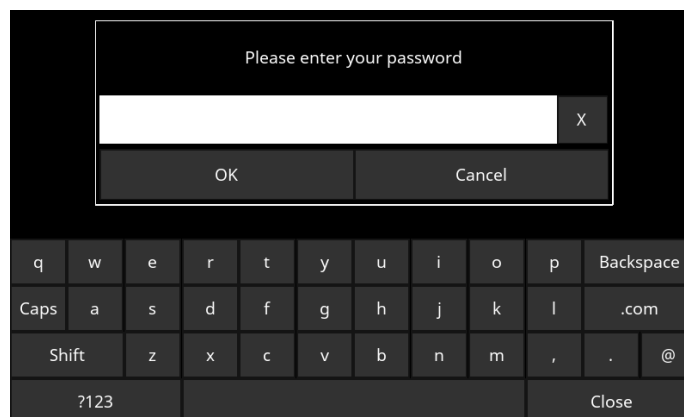 Please enter your password
X
OK Cancel
q w e r t y u i o p Backspace
Caps a s d f g h j k l .com
Shift z x c v b n m , . @
?123 Close